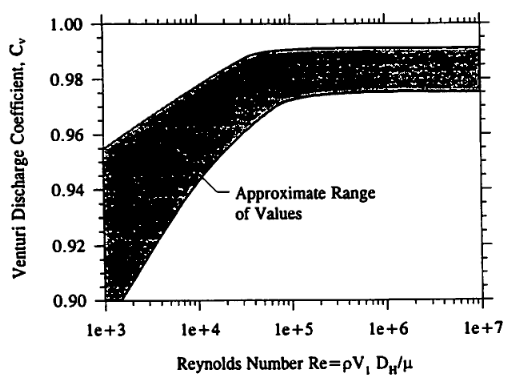 Venturi Discharge Coefficient, Cᵥ
1.00
0.98
0.96
0.94
0.92
0.90
Approximate Range
of Values
1e+3
1e+4
1e+5
1e+6
1e+7
Reynolds Number Re=ρV₁ D_H/μ